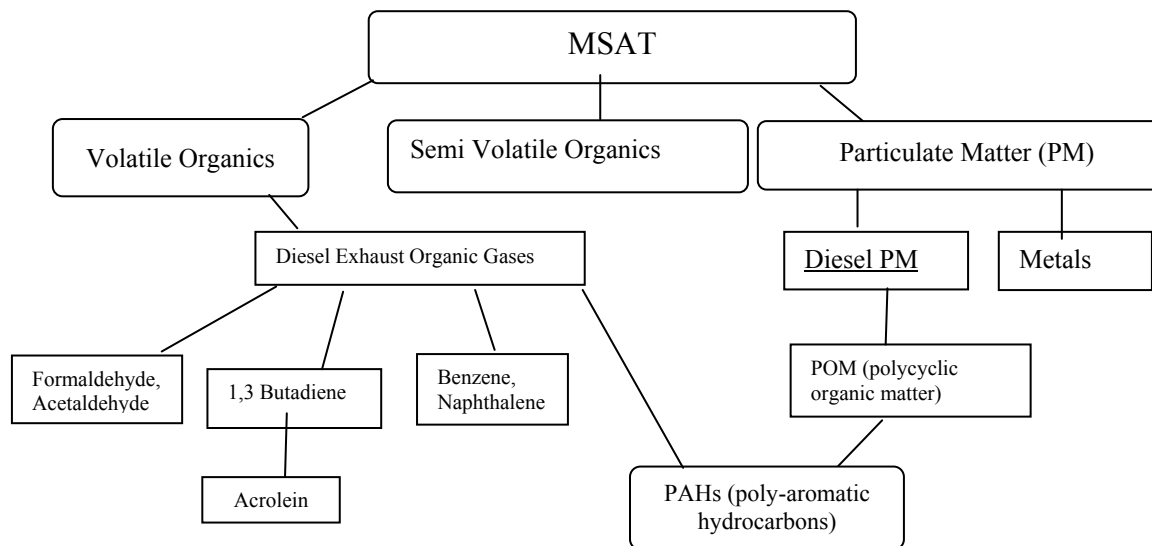 MSAT
Volatile Organics
Semi Volatile Organics
Particulate Matter (PM)
Diesel Exhaust Organic Gases
Diesel PM
Metals
Formaldehyde,
Acetaldehyde
1,3 Butadiene
Benzene,
Naphthalene
POM (polycyclic
organic matter)
Acrolein
PAHs (poly-aromatic
hydrocarbons)